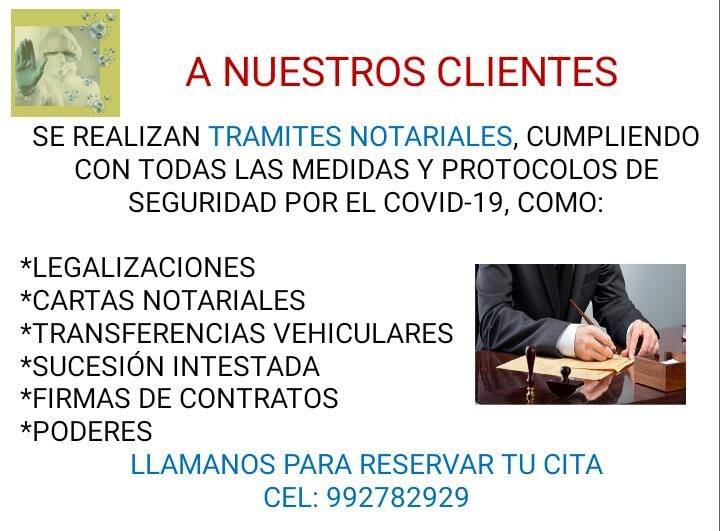 A NUESTROS CLIENTES
SE REALIZAN TRAMITES NOTARIALES, CUMPLIENDO
CON TODAS LAS MEDIDAS Y PROTOCOLOS DE
SEGURIDAD POR EL COVID-19, COMO:
*LEGALIZACIONES
*CARTAS NOTARIALES
*TRANSFERENCIAS VEHICULARES
*SUCESIÓN INTESTADA
*FIRMAS DE CONTRATOS
*PODERES
LLAMANOS PARA RESERVAR TU CITA
CEL: 992782929